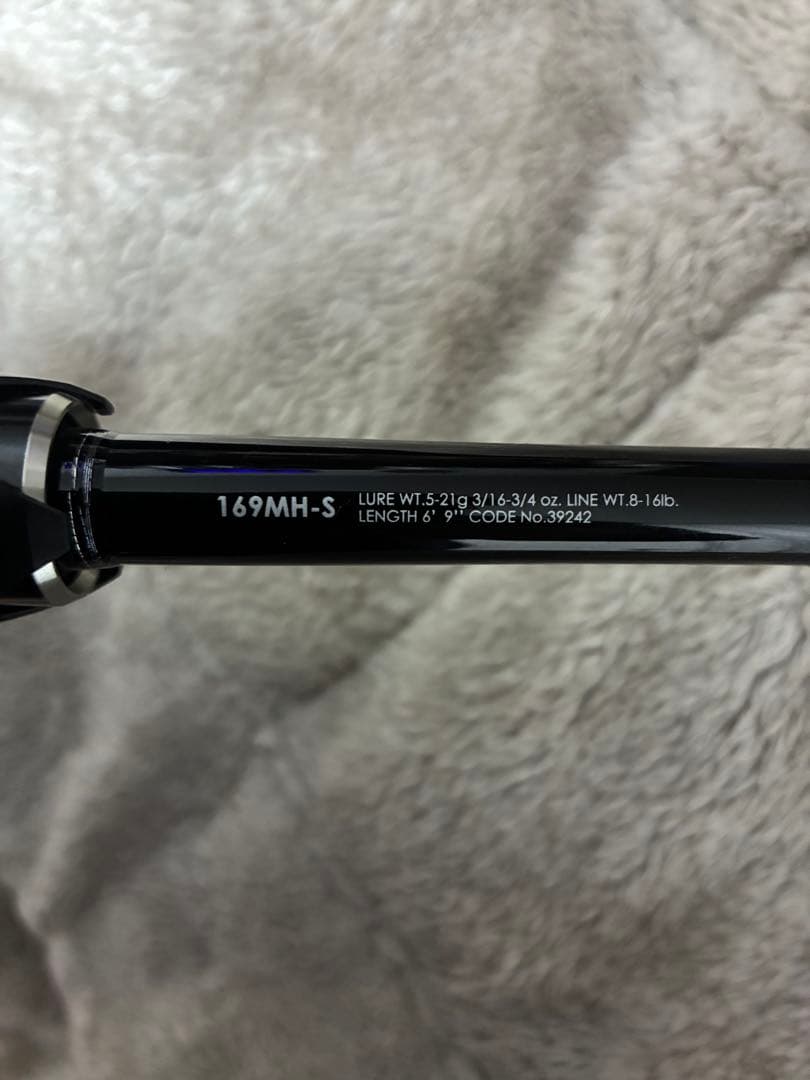 169MH-S
LURE WT.5-21g 3/16-3/4 oz. LINE WT.8-16lb.
LENGTH 6' 9'' CODE No.39242